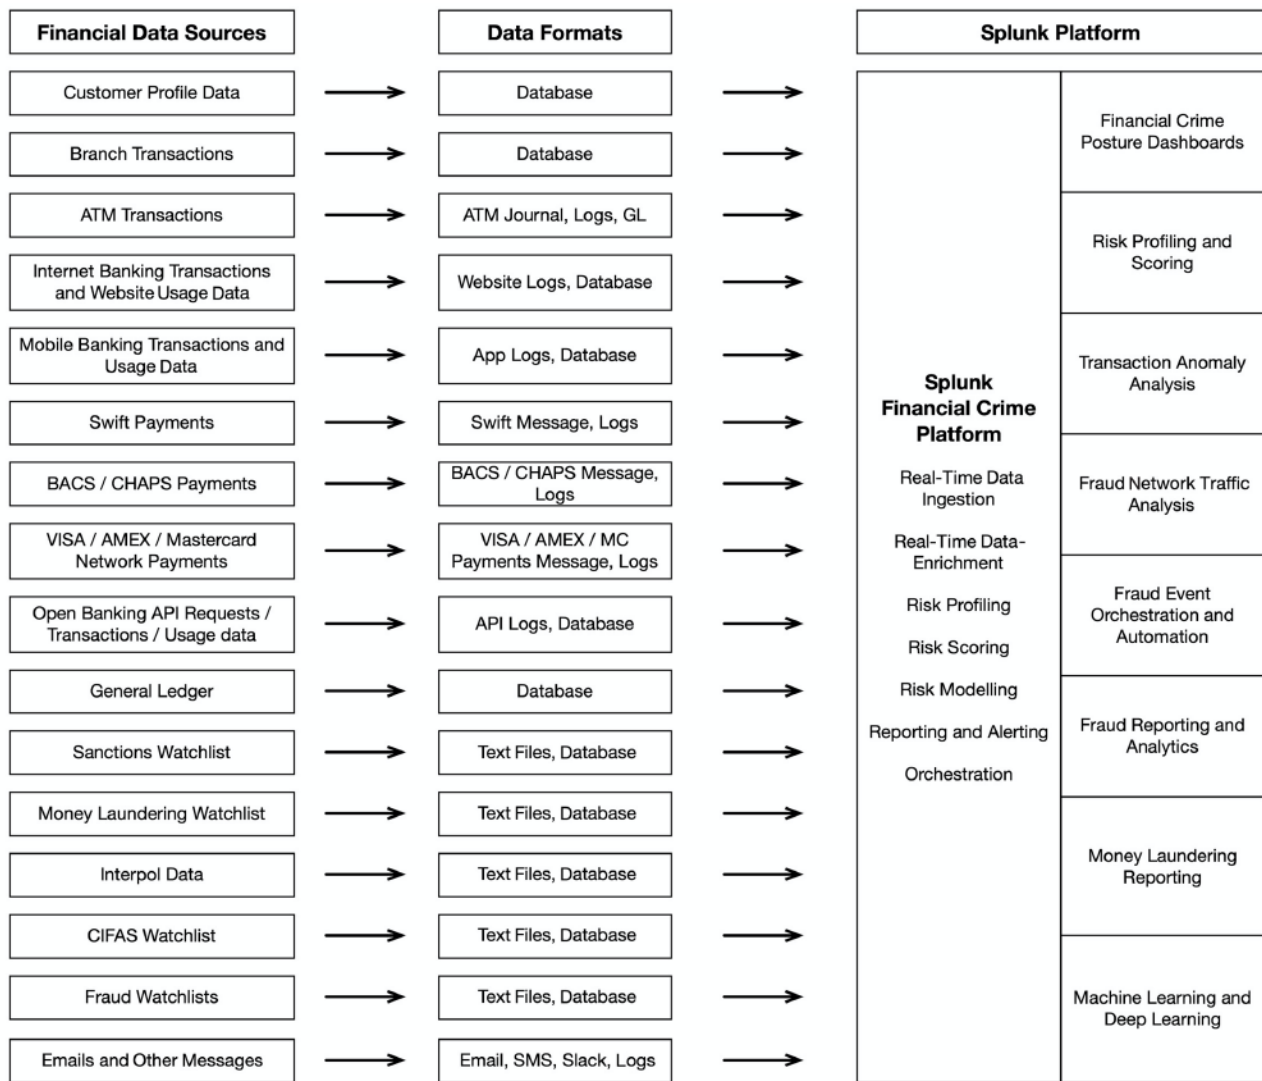 Financial Data Sources
Data Formats
Splunk Platform
Customer Profile Data
Database
Branch Transactions
Database
ATM Transactions
ATM Journal, Logs, GL
Internet Banking Transactions
and Website Usage Data
Website Logs, Database
Mobile Banking Transactions and
Usage Data
App Logs, Database
Swift Payments
Swift Message, Logs
BACS / CHAPS Payments
BACS / CHAPS Message,
Logs
VISA / AMEX / Mastercard
Network Payments
VISA / AMEX / MC
Payments Message, Logs
Open Banking API Requests /
Transactions / Usage data
API Logs, Database
General Ledger
Database
Sanctions Watchlist
Text Files, Database
Money Laundering Watchlist
Text Files, Database
Interpol Data
Text Files, Database
CIFAS Watchlist
Text Files, Database
Fraud Watchlists
Text Files, Database
Emails and Other Messages
Email, SMS, Slack, Logs
Splunk
Financial Crime
Platform
Real-Time Data
Ingestion
Real-Time Data-
Enrichment
Risk Profiling
Risk Scoring
Risk Modelling
Reporting and Alerting
Orchestration
Financial Crime
Posture Dashboards
Risk Profiling and
Scoring
Transaction Anomaly
Analysis
Fraud Network Traffic
Analysis
Fraud Event
Orchestration and
Automation
Fraud Reporting and
Analytics
Money Laundering
Reporting
Machine Learning and
Deep Learning